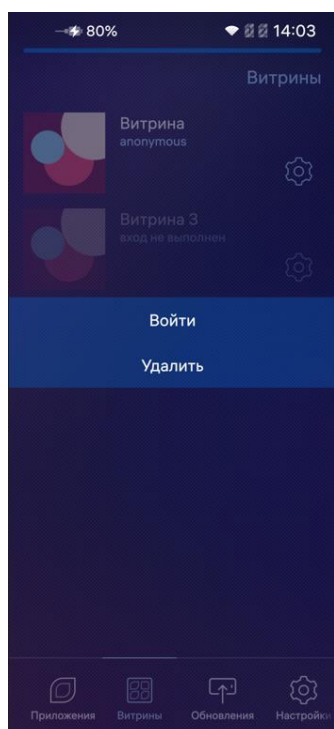 80% 14:03
Витрины
Витрина
anonymous
Витрина 3
вход не выполнен
Войти
Удалить
Приложения Витрины Обновления Настройки